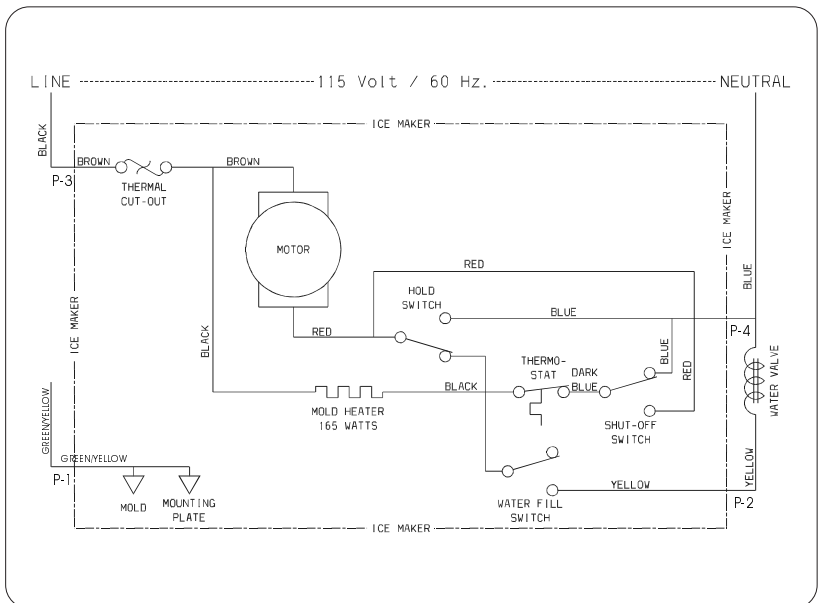 LINE 115 Volt / 60 Hz. NEUTRAL
ICE MAKER
BLACK
BROWN
BROWN
P-3
THERMAL
CUT-OUT
MOTOR
ICE MAKER
RED
BLUE
HOLD
SWITCH
BLUE
P-4
RED
ICE MAKER
BLACK
BLUE
RED
WATER VALVE
THERMO-
STAT
DARK
BLUE
BLACK
MOLD HEATER
165 WATTS
SHUT-OFF
SWITCH
GREEN/YELLOW
GREEN/YELLOW
P-1
MOLD
MOUNTING
PLATE
YELLOW
YELLOW
P-2
WATER FILL
SWITCH
ICE MAKER